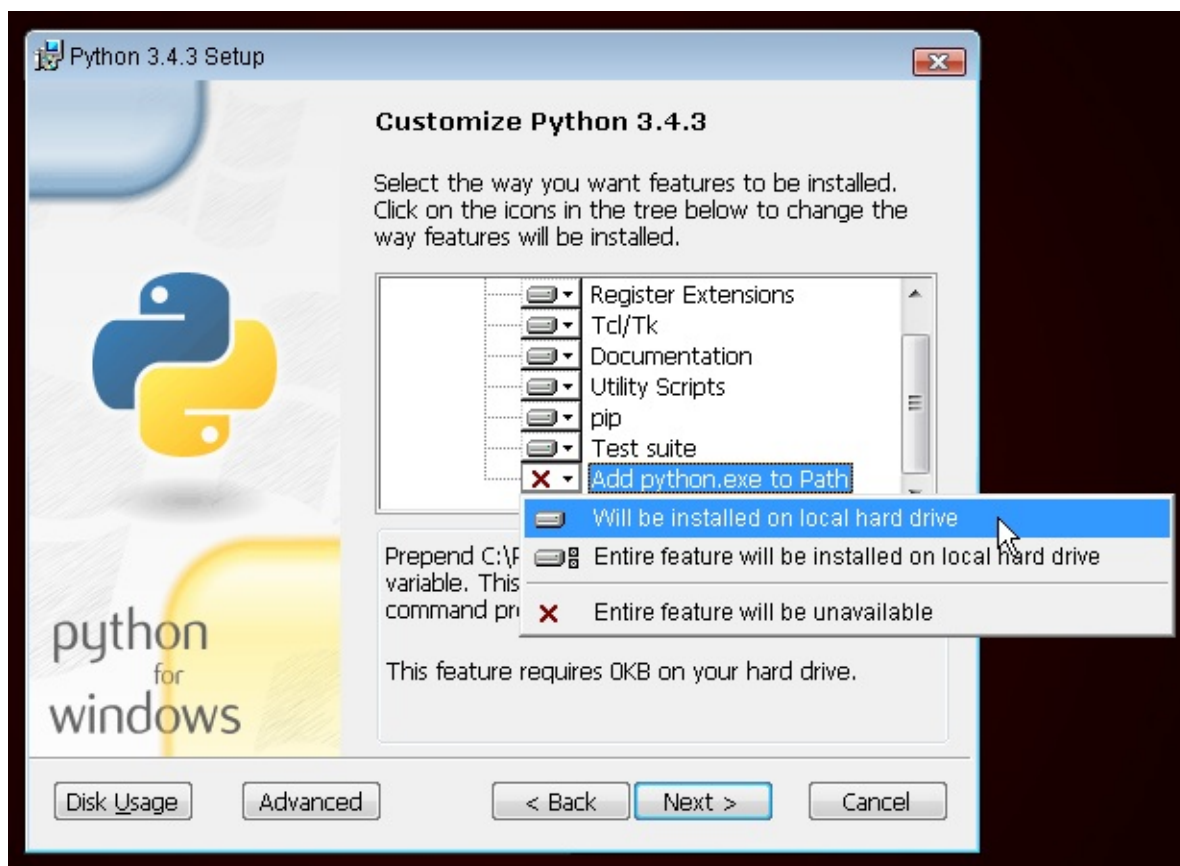 Python 3.4.3 Setup
Customize Python 3.4.3
Select the way you want features to be installed.
Click on the icons in the tree below to change the
way features will be installed.
Register Extensions
Tcl/Tk
Documentation
Utility Scripts
pip
Test suite
Add python.exe to Path
Will be installed on local hard drive
Entire feature will be installed on local hard drive
Entire feature will be unavailable
Prepend C:\
variable. This
command
This feature requires 0KB on your hard drive.
python
for
windows
Disk Usage
Advanced
< Back
Next >
Cancel